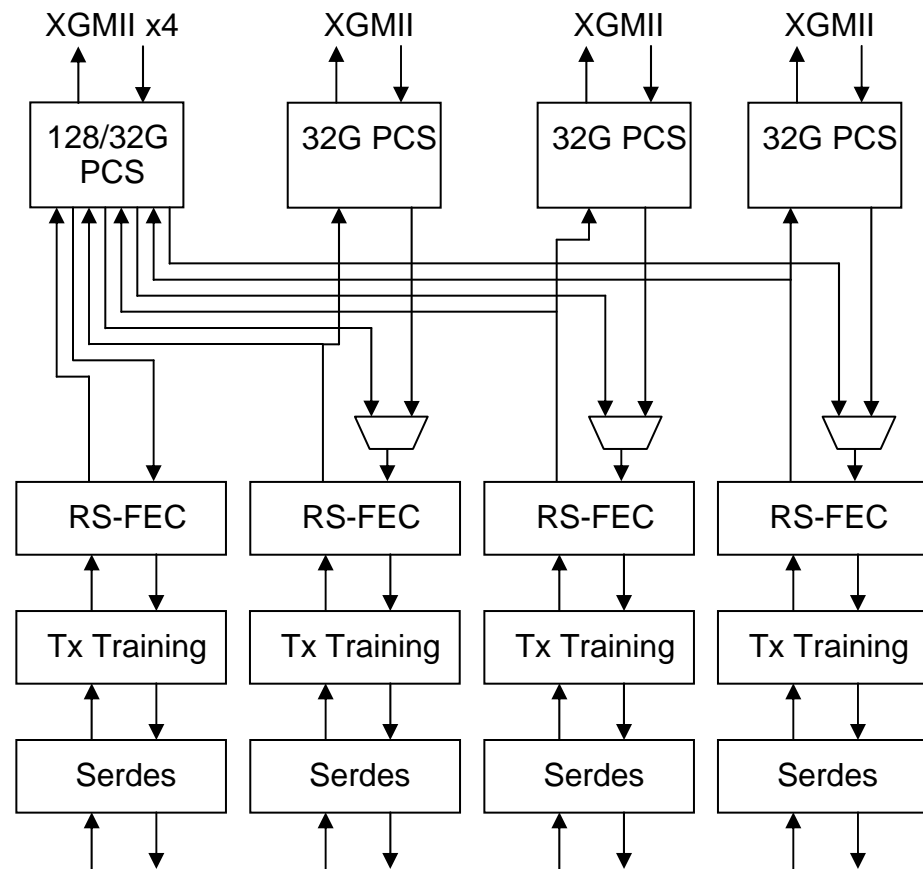 XGMII x4
XGMII
XGMII
XGMII
128/32G
PCS
32G PCS
32G PCS
32G PCS
RS-FEC
RS-FEC
RS-FEC
RS-FEC
Tx Training
Tx Training
Tx Training
Tx Training
Serdes
Serdes
Serdes
Serdes